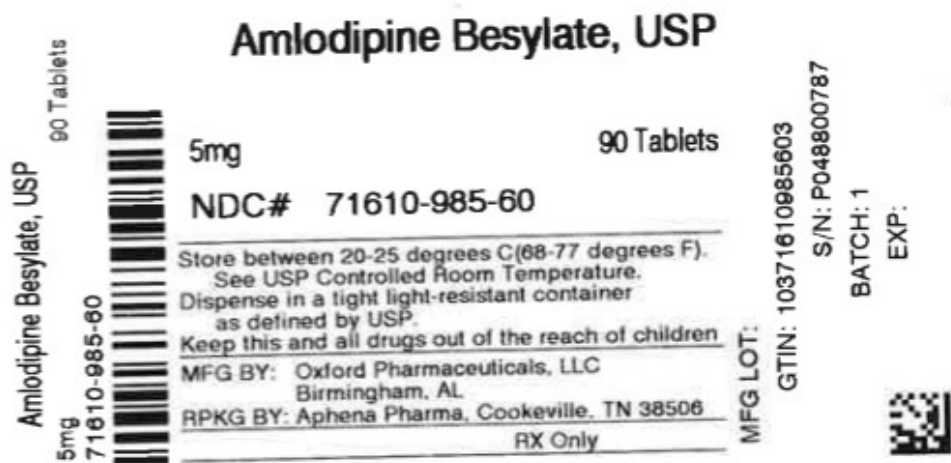 Amlodipine Besylate, USP
5mg 90 Tablets
NDC# 71610-985-60
Store between 20-25 degrees C(68-77 degrees F).
See USP Controlled Room Temperature.
Dispense in a tight light-resistant container
as defined by USP.
Keep this and all drugs out of the reach of children
MFG BY: Oxford Pharmaceuticals, LLC
Birmingham, AL
RPKG BY: Aphena Pharma, Cookeville, TN 38506
RX Only
Amlodipine Besylate, USP
5mg 90 Tablets
71610-985-60
MFG LOT:
GTIN: 10371610985603
S/N: P048800787
BATCH: 1
EXP: